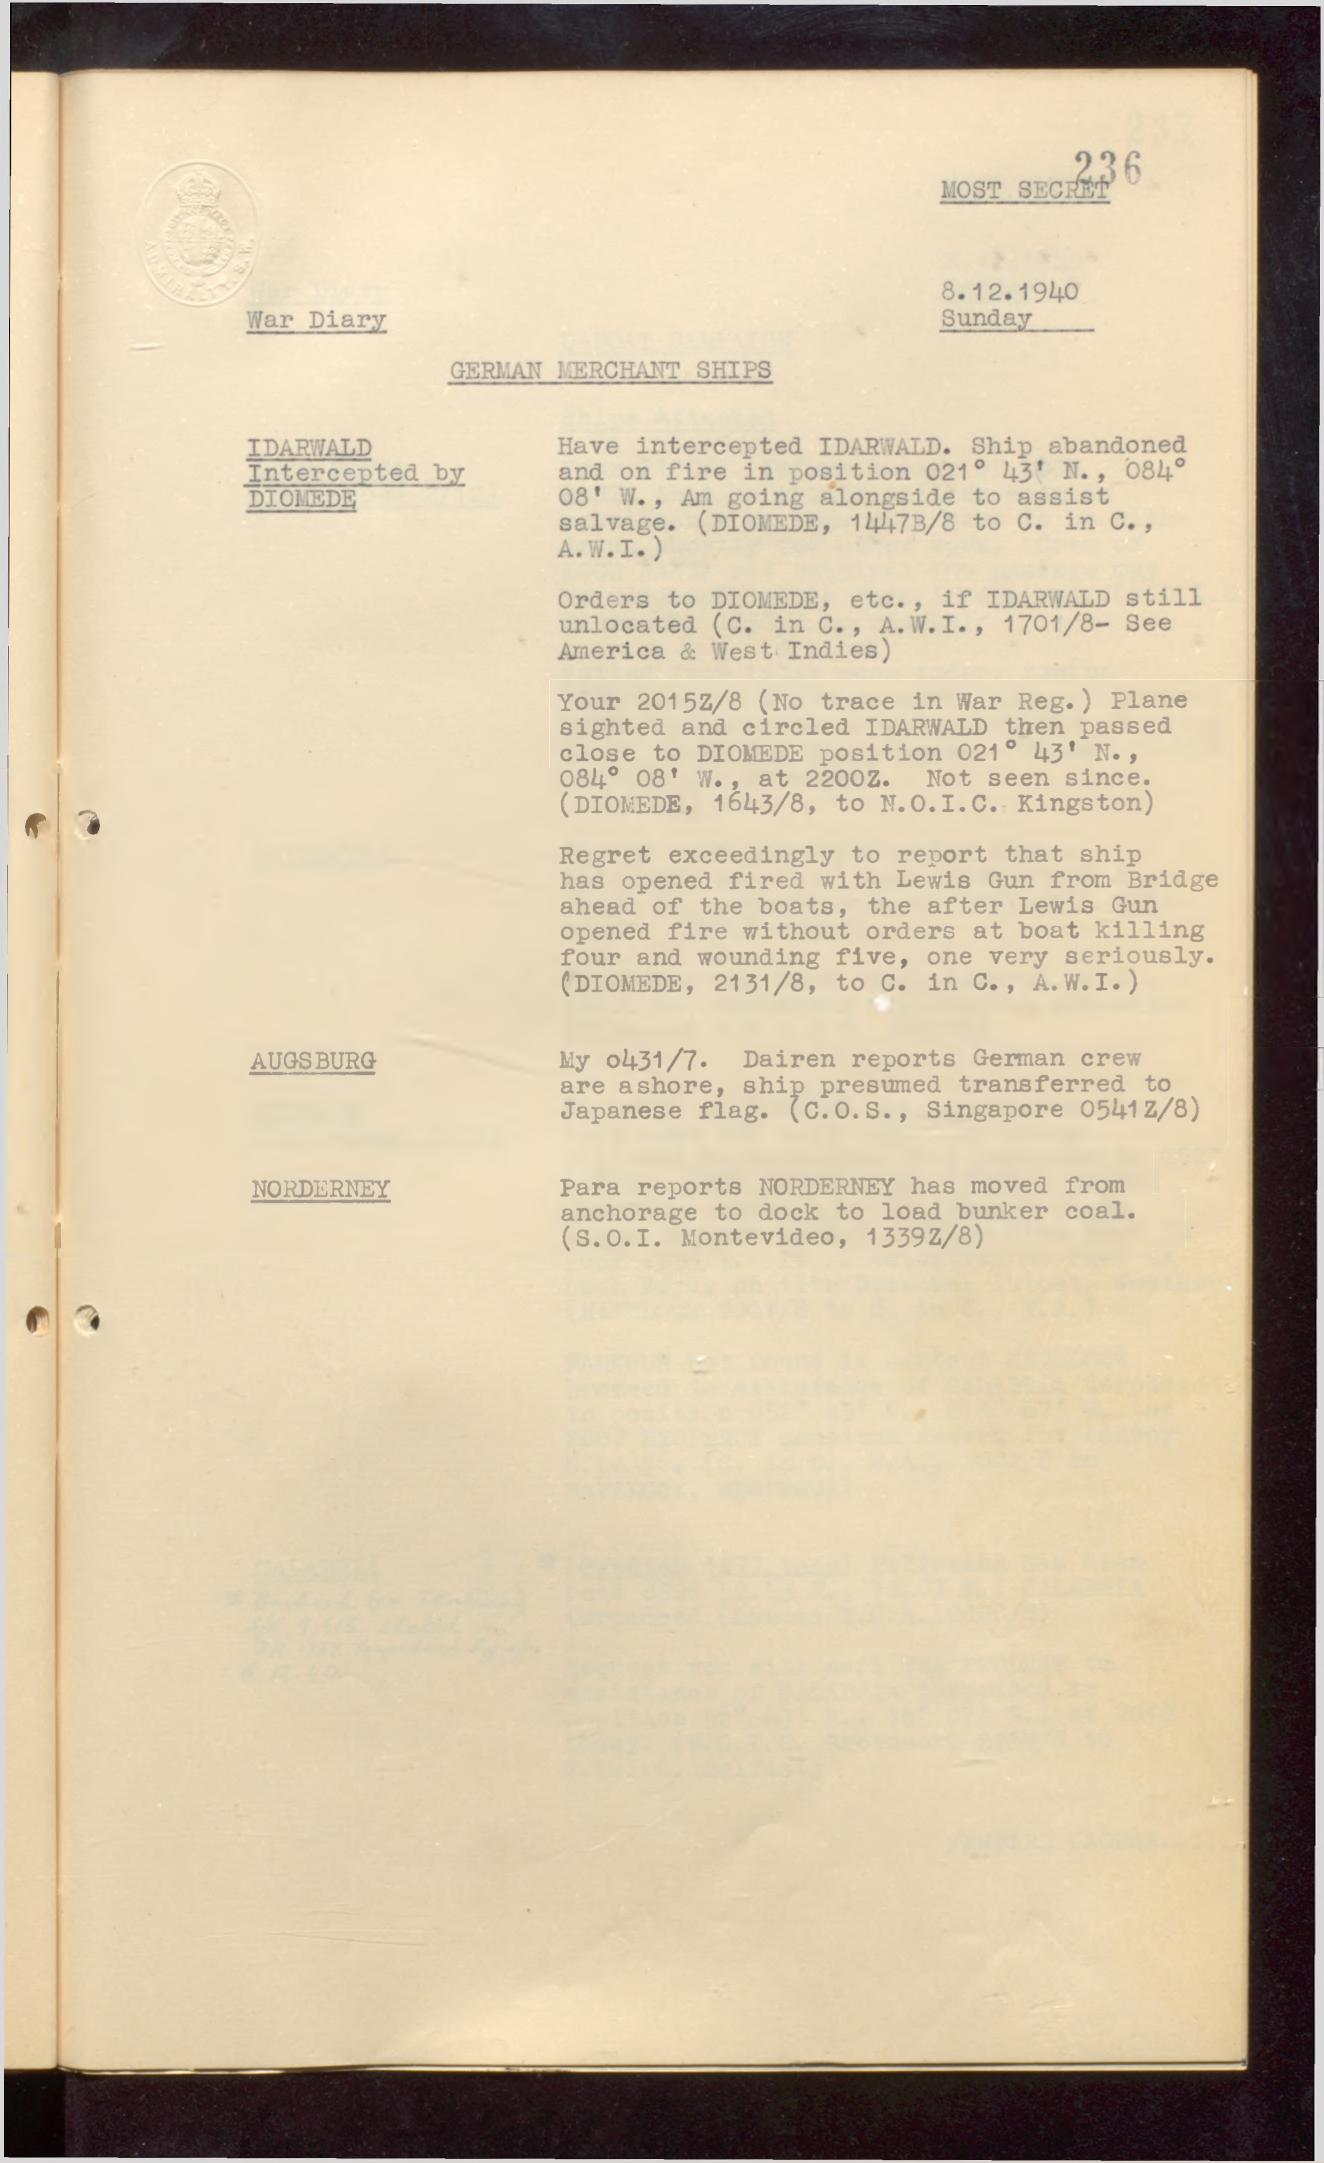 236
MOST SECRET
ADMIRALTY. S.W.
8.12.1940
War Diary
Sunday
GERMAN MERCHANT SHIPS
IDARWALD
Intercepted by
DIOMEDE
Have intercepted IDARWALD. Ship abandoned
and on fire in position 021° 43' N., 084°
08' W., Am going alongside to assist
salvage. (DIOMEDE, 1447B/8 to C. in C.,
A.W.I.)
Orders to DIOMEDE, etc., if IDARWALD still
unlocated (C. in C., A.W.I., 1701/8- See
America & West Indies)
Your 2015Z/8 (No trace in War Reg.) Plane
sighted and circled IDARWALD then passed
close to DIOMEDE position 021° 43' N.,
084° 08' W., at 2200Z. Not seen since.
(DIOMEDE, 1643/8, to N.O.I.C. Kingston)
Regret exceedingly to report that ship
has opened fired with Lewis Gun from Bridge
ahead of the boats, the after Lewis Gun
opened fire without orders at boat killing
four and wounding five, one very seriously.
(DIOMEDE, 2131/8, to C. in C., A.W.I.)
AUGSBURG
My o431/7. Dairen reports German crew
are ashore, ship presumed transferred to
Japanese flag. (C.O.S., Singapore 0541Z/8)
NORDERNEY
Para reports NORDERNEY has moved from
anchorage to dock to load bunker coal.
(S.O.I. Montevideo, 1339Z/8)